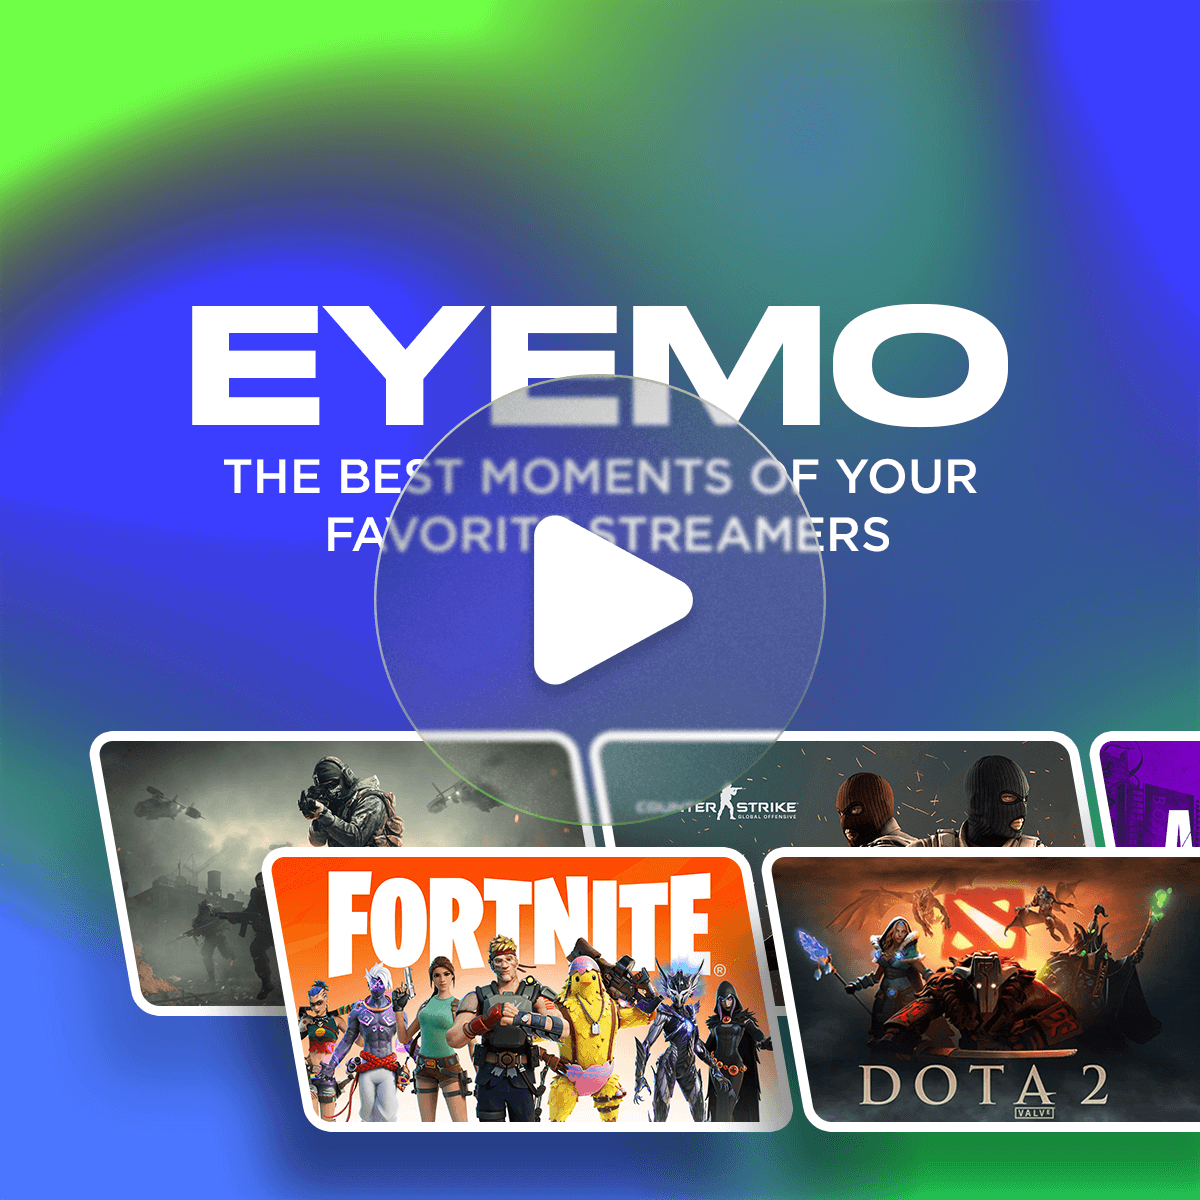 EYEMO
THE BEST MOMENTS OF YOUR
FAVORITE STREAMERS
COUNTER STRIKE
GLOBAL OFFENSIVE
A
FORTNITE
®
DOTA 2
VALVE